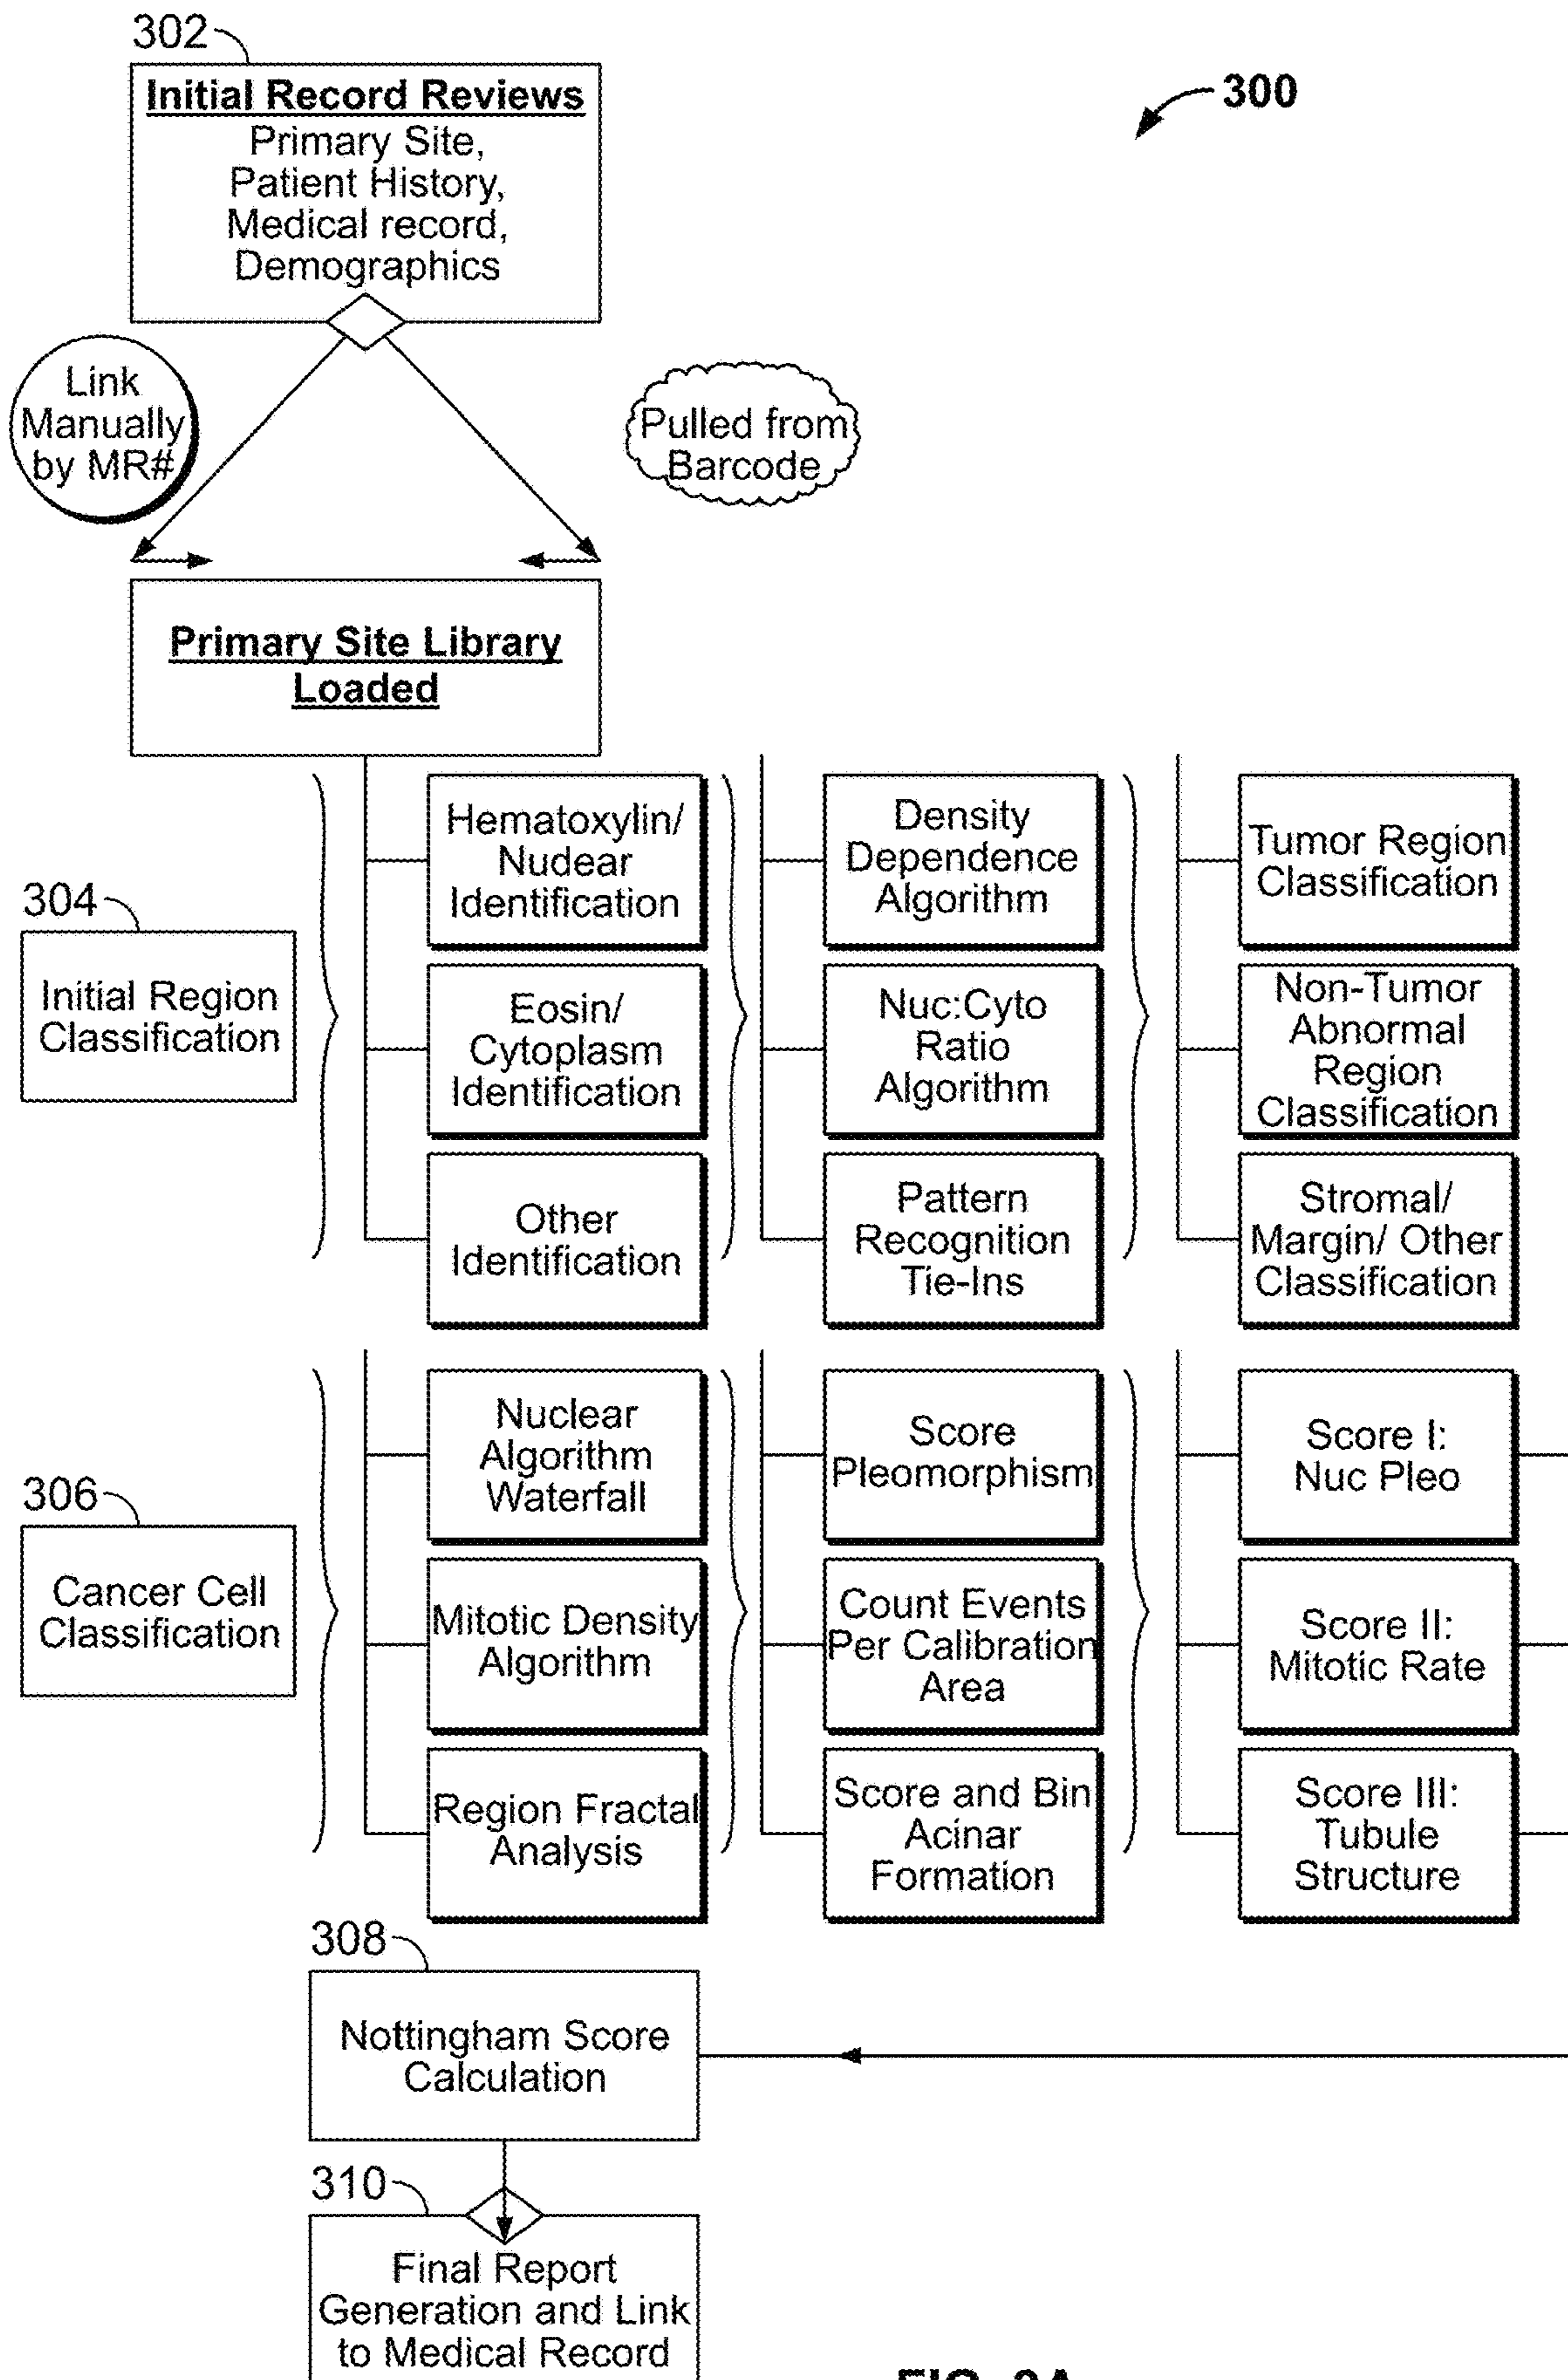 302
300
Initial Record Reviews
Primary Site,
Patient History,
Medical record,
Demographics
Link
Manually
by MR#
Pulled from
Barcode
Primary Site Library
Loaded
304
Initial Region
Classification
Hematoxylin/
Nudear
Identification
Eosin/
Cytoplasm
Identification
Other
Identification
Density
Dependence
Algorithm
Nuc:Cyto
Ratio
Algorithm
Pattern
Recognition
Tie-Ins
Tumor Region
Classification
Non-Tumor
Abnormal
Region
Classification
Stromal/
Margin/ Other
Classification
306
Cancer Cell
Classification
Nuclear
Algorithm
Waterfall
Mitotic Density
Algorithm
Region Fractal
Analysis
Score
Pleomorphism
Count Events
Per Calibration
Area
Score and Bin
Acinar
Formation
Score I:
Nuc Pleo
Score II:
Mitotic Rate
Score III:
Tubule
Structure
308
Nottingham Score
Calculation
310
Final Report
Generation and Link
to Medical Record